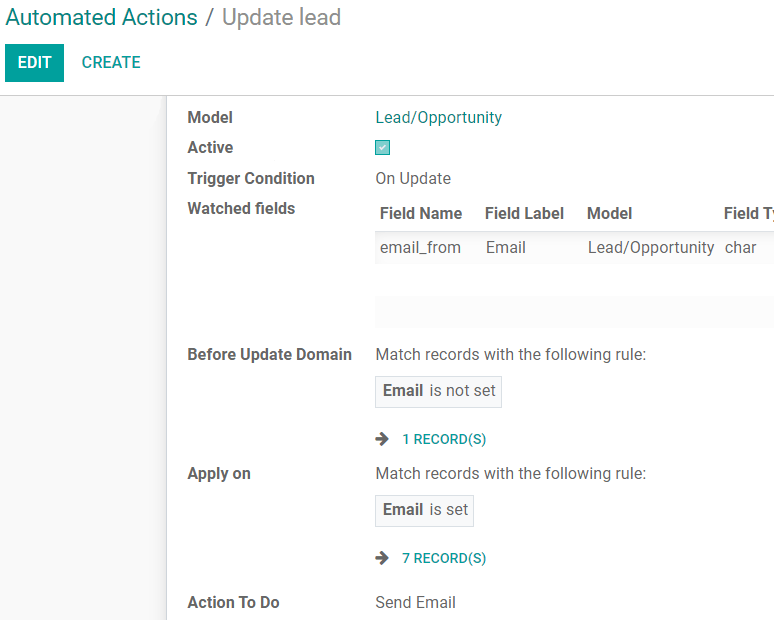 Automated Actions / Update lead
EDIT CREATE
Model Lead/Opportunity
Active
Trigger Condition On Update
Watched fields
Field Name Field Label Model Field Ty
email_from Email Lead/Opportunity char
Before Update Domain Match records with the following rule:
Email is not set
1 RECORD(S)
Apply on Match records with the following rule:
Email is set
7 RECORD(S)
Action To Do Send Email